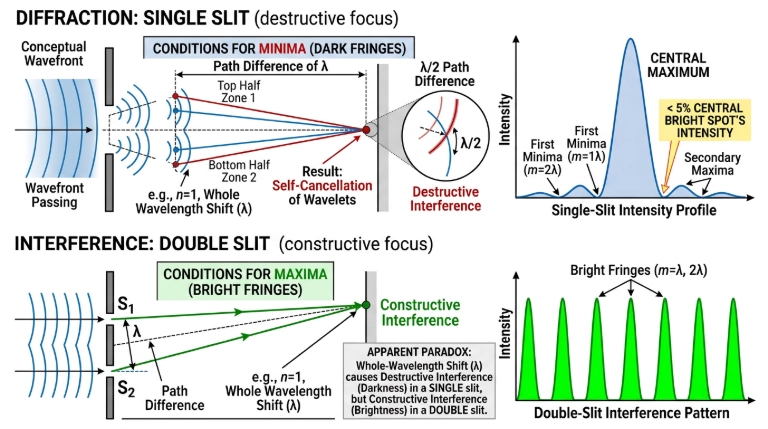 DIFFRACTION: SINGLE SLIT (destructive focus)
Conceptual
Wavefront
Wavefront
Passing
CONDITIONS FOR MINIMA (DARK FRINGES)
Path Difference of λ
Top Half
Zone 1
Bottom Half
Zone 2
e.g., n=1, Whole
Wavelength Shift (λ)
Result:
Self-Cancellation
of Wavelets
λ/2 Path
Difference
λ/2
Destructive
Interference
Intensity
CENTRAL
MAXIMUM
< 5% CENTRAL
BRIGHT SPOT'S
INTENSITY
First
Minima
(m=2λ)
First
Minima
(m=1λ)
Secondary
Maxima
Single-Slit Intensity Profile
INTERFERENCE: DOUBLE SLIT (constructive focus)
CONDITIONS FOR MAXIMA
(BRIGHT FRINGES)
S1
λ
S2
Path
Difference
e.g., n=1,
Whole Wavelength
Shift (λ)
Constructive
Interference
APPARENT PARADOX:
Whole-Wavelength Shift (λ)
causes Destructive Interference
(Darkness) in a SINGLE slit,
but Constructive Interference
(Brightness) in a DOUBLE slit.
Intensity
Bright Fringes (m=λ, 2λ)
Double-Slit Interference Pattern